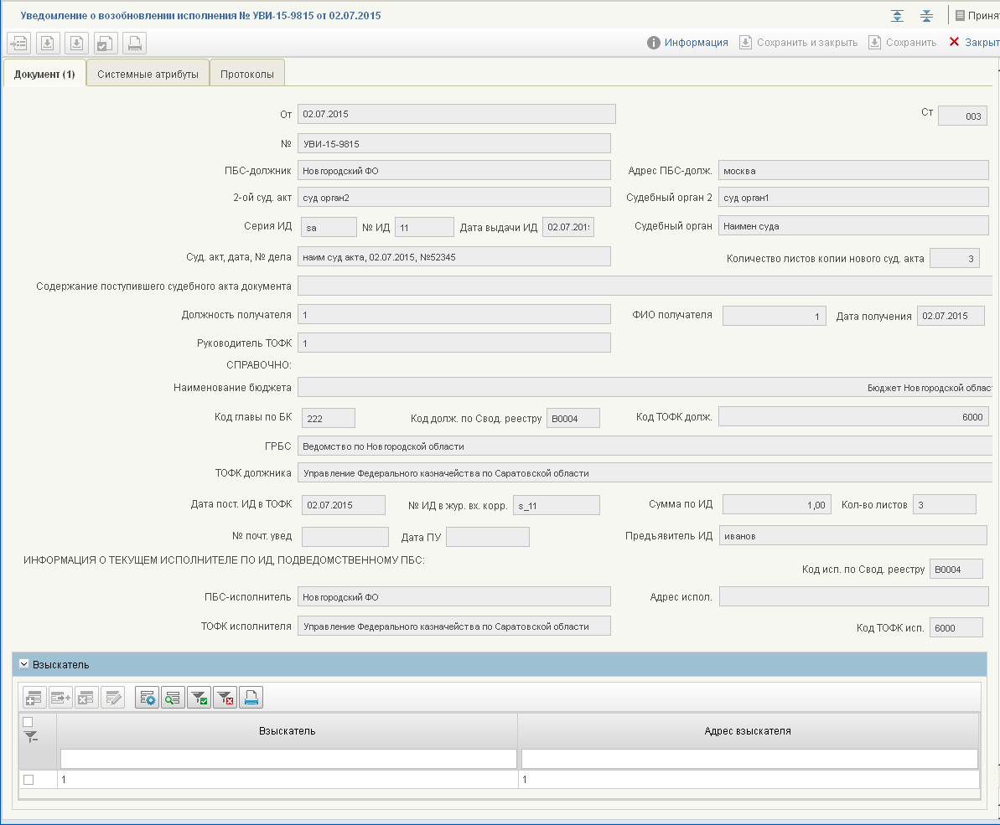 Уведомление о возобновлении исполнения № УВИ-15-9815 от 02.07.2015
Принят
Информация Сохранить и закрыть Сохранить Закрыт
Документ (1) Системные атрибуты Протоколы
От 02.07.2015 Ст 003
№ УВИ-15-9815
ПБС-должник Новгородский ФО Адрес ПБС-долж. москва
2-ой суд. акт суд орган2 Судебный орган 2 суд орган1
Серия ИД sa № ИД 11 Дата выдачи ИД 02.07.201 Судебный орган Наимен суда
Суд. акт, дата, № дела наим суд акта, 02.07.2015, №52345 Количество листов копии нового суд. акта 3
Содержание поступившего судебного акта документа
Должность получателя 1 ФИО получателя 1 Дата получения 02.07.2015
Руководитель ТОФК 1
СПРАВОЧНО:
Наименование бюджета Бюджет Новгородской облас
Код главы по БК 222 Код долж. по Свод. реестру B0004 Код ТОФК долж. 6000
ГРБС Ведомство по Новгородской области
ТОФК должника Управление Федерального казначейства по Саратовской области
Дата пост. ИД в ТОФК 02.07.2015 № ИД в жур. вх. корр. s_11 Сумма по ИД 1,00 Кол-во листов 3
№ почт. увед Дата ПУ Предъявитель ИД иванов
ИНФОРМАЦИЯ О ТЕКУЩЕМ ИСПОЛНИТЕЛЕ ПО ИД, ПОДВЕДОМСТВЕННОМУ ПБС:
Код исп. по Свод. реестру B0004
ПБС-исполнитель Новгородский ФО Адрес испол.
ТОФК исполнителя Управление Федерального казначейства по Саратовской области Код ТОФК исп. 6000
Взыскатель
Взыскатель Адрес взыскателя
1 1